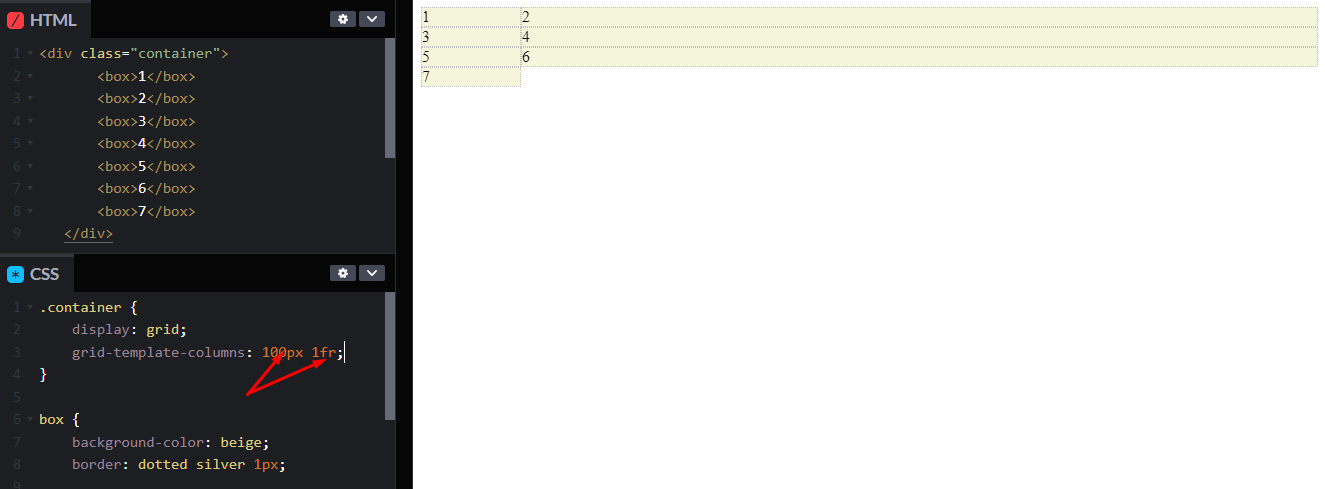 HTML
1 <div class="container">
2 <box>1</box>
3 <box>2</box>
4 <box>3</box>
5 <box>4</box>
6 <box>5</box>
7 <box>6</box>
8 <box>7</box>
9 </div>
* CSS
1 .container {
2 display: grid;
3 grid-template-columns: 100px 1fr;
4 }
5
6 box {
7 background-color: beige;
8 border: dotted silver 1px;
9
1 2
3 4
5 6
7